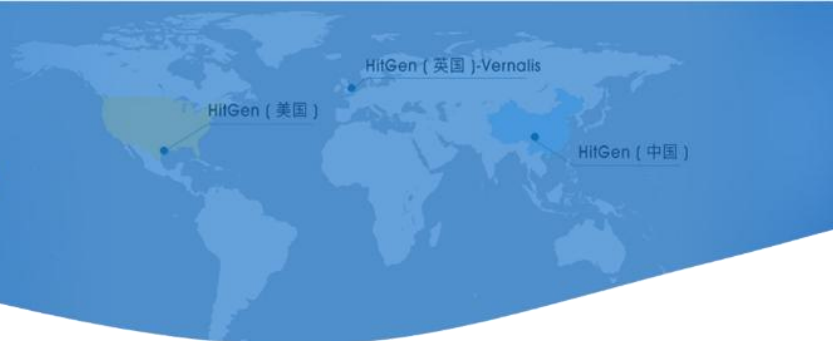 HitGen ( 英国 )-Vernalis
HitGen ( 美国 )
HitGen ( 中国 )